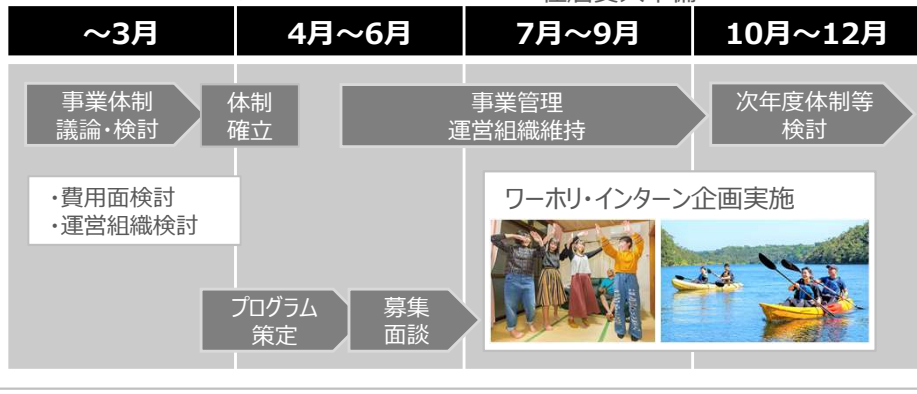 ～3月
4月～6月
7月～9月
10月～12月
事業体制
議論・検討
体制
確立
事業管理
運営組織維持
次年度体制等
検討
・費用面検討
・運営組織検討
ワーホリ・インターン企画実施
プログラム
策定
募集
面談